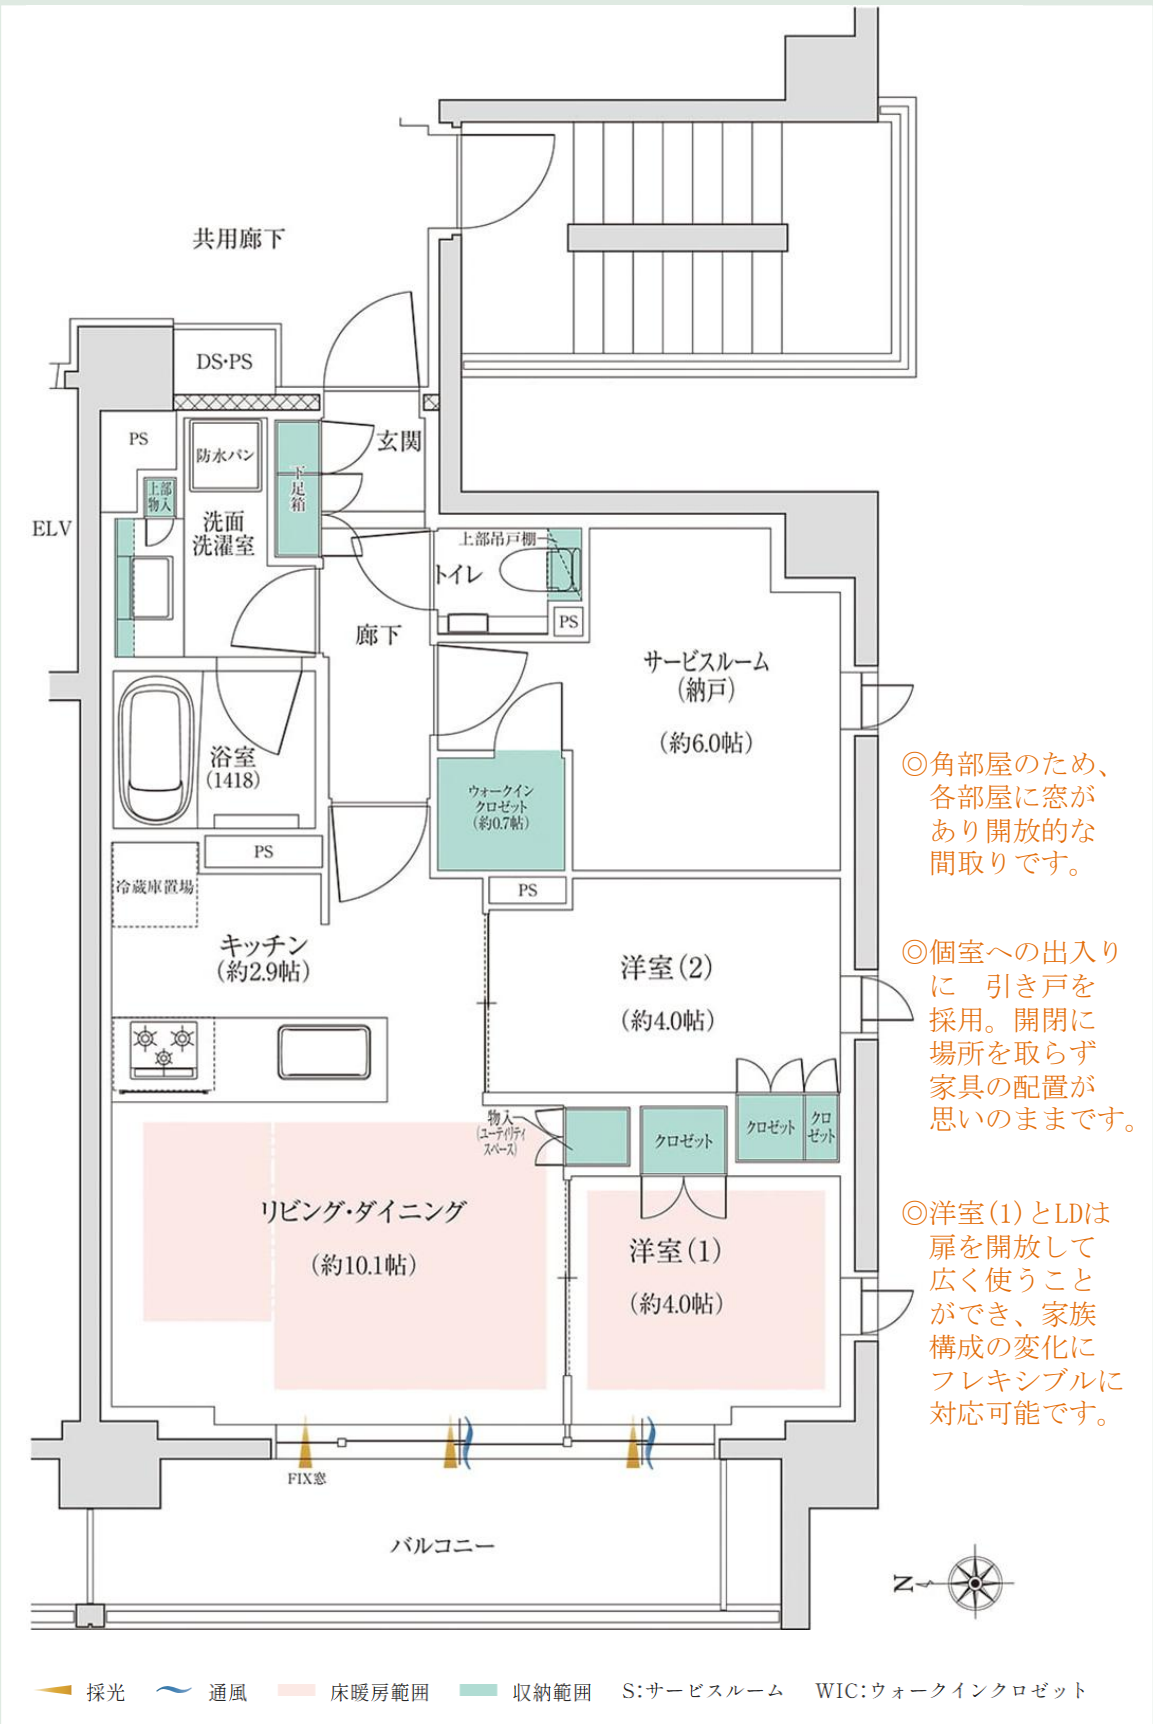 共用廊下
DS・PS
PS
防水パン
下足箱
玄関
上部
物入
ELV
洗面
洗濯室
上部吊戸棚
トイレ
PS
廊下
サービスルーム
(納戸)
(約6.0帖)
浴室
(1418)
ウォークイン
クロゼット
(約0.7帖)
PS
冷蔵庫置場
PS
キッチン
(約2.9帖)
洋室(2)
(約4.0帖)
物入
(ユーティリティ
スペース)
クロゼット
クロゼット
クロ
ゼット
リビング・ダイニング
(約10.1帖)
洋室(1)
(約4.0帖)
FIX窓
バルコニー
◎角部屋のため、
各部屋に窓が
あり開放的な
間取りです。
◎個室への出入り
に　引き戸を
採用。開閉に
場所を取らず
家具の配置が
思いのままです。
◎洋室(1)とLDは
扉を開放して
広く使うこと
ができ、家族
構成の変化に
フレキシブルに
対応可能です。
N
採光 通風 床暖房範囲 収納範囲 S:サービスルーム WIC:ウォークインクロゼット